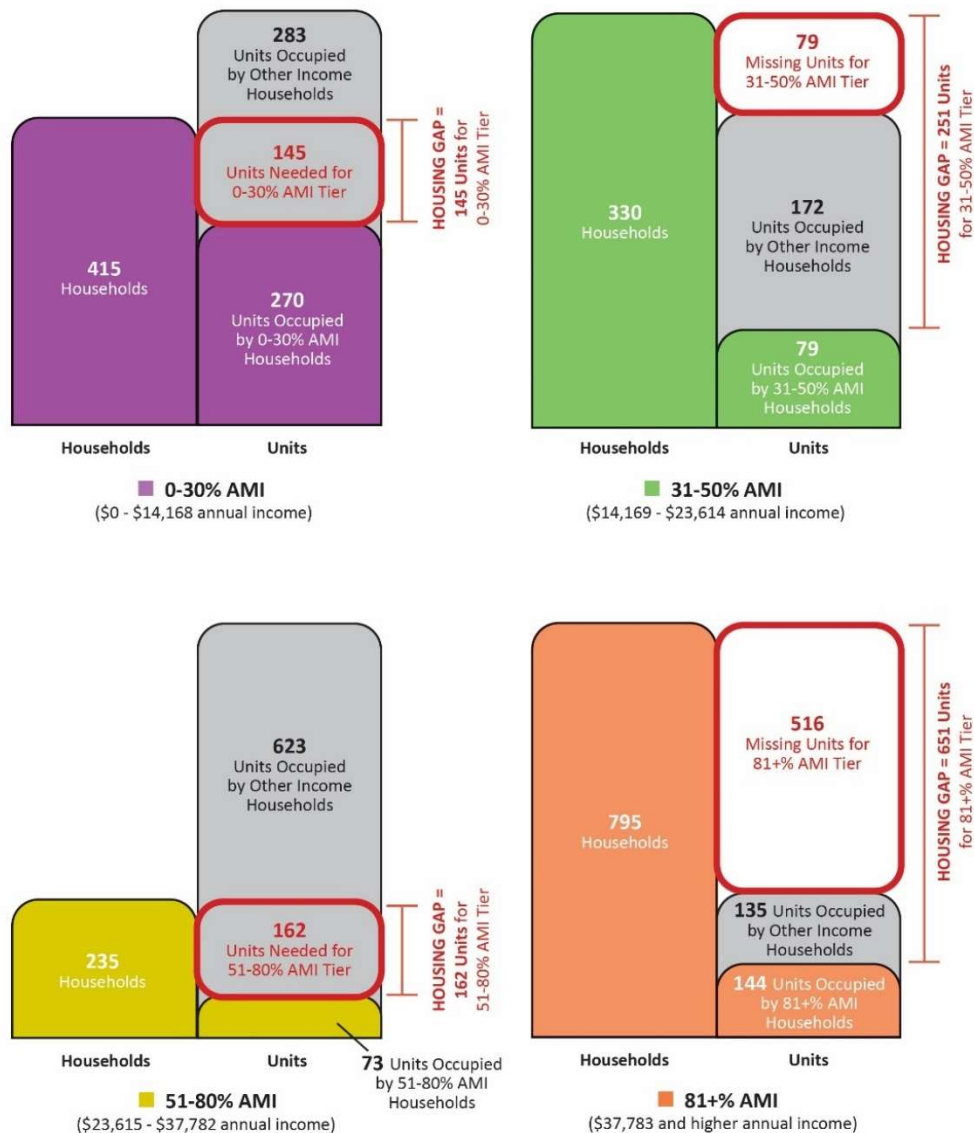 283
Units Occupied
by Other Income
Households
145
Units Needed for
0-30% AMI Tier
HOUSING GAP =
145 Units for
0-30% AMI Tier
415
Households
270
Units Occupied
by 0-30% AMI
Households
Households
Units
0-30% AMI
($0 - $14,168 annual income)
79
Missing Units for
31-50% AMI Tier
HOUSING GAP = 251 Units
for 31-50% AMI Tier
330
Households
172
Units Occupied
by Other Income
Households
79
Units Occupied
by 31-50% AMI
Households
Households
Units
31-50% AMI
($14,169 - $23,614 annual income)
623
Units Occupied
by Other Income
Households
235
Households
162
Units Needed for
51-80% AMI Tier
HOUSING GAP =
162 Units for
51-80% AMI Tier
73 Units Occupied
by 51-80% AMI
Households
Households
Units
51-80% AMI
($23,615 - $37,782 annual income)
516
Missing Units for
81+% AMI Tier
HOUSING GAP = 651 Units
for 81+% AMI Tier
795
Households
135 Units Occupied
by Other Income
Households
144 Units Occupied
by 81+% AMI
Households
Households
Units
81+% AMI
($37,783 and higher annual income)